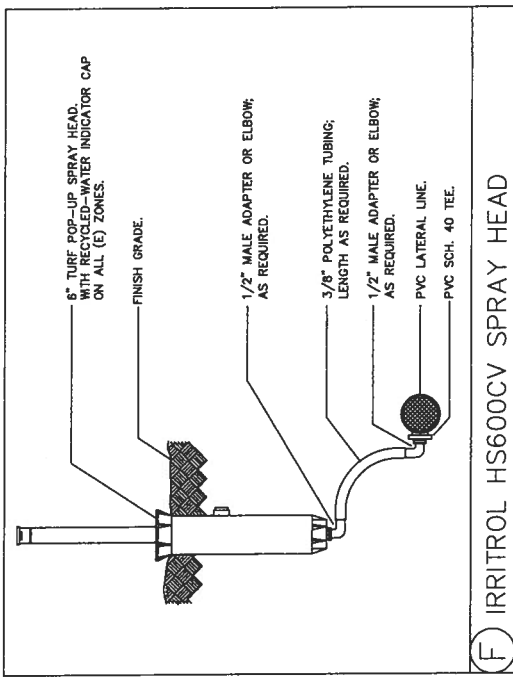 6" TURF POP-UP SPRAY HEAD.
WITH RECYCLED-WATER INDICATOR CAP
ON ALL (E) ZONES.
FINISH GRADE.
1/2" MALE ADAPTER OR ELBOW;
AS REQUIRED.
3/8" POLYETHYLENE TUBING;
LENGTH AS REQUIRED.
1/2" MALE ADAPTER OR ELBOW;
AS REQUIRED.
PVC LATERAL LINE.
PVC SCH. 40 TEE.
F IRRITROL HS600CV SPRAY HEAD